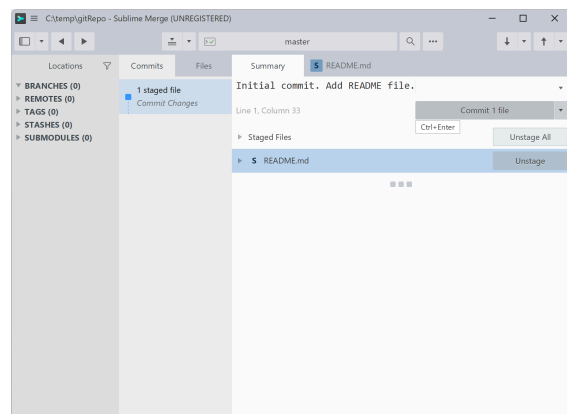 C:\temp\gitRepo - Sublime Merge (UNREGISTERED)
master
Locations
Commits
Files
Summary
S README.md
BRANCHES (0)
REMOTES (0)
TAGS (0)
STASHES (0)
SUBMODULES (0)
1 staged file
Commit Changes
Initial commit. Add README file.
Line 1, Column 33
Commit 1 file
Ctrl+Enter
Staged Files
Unstage All
S README.md
Unstage